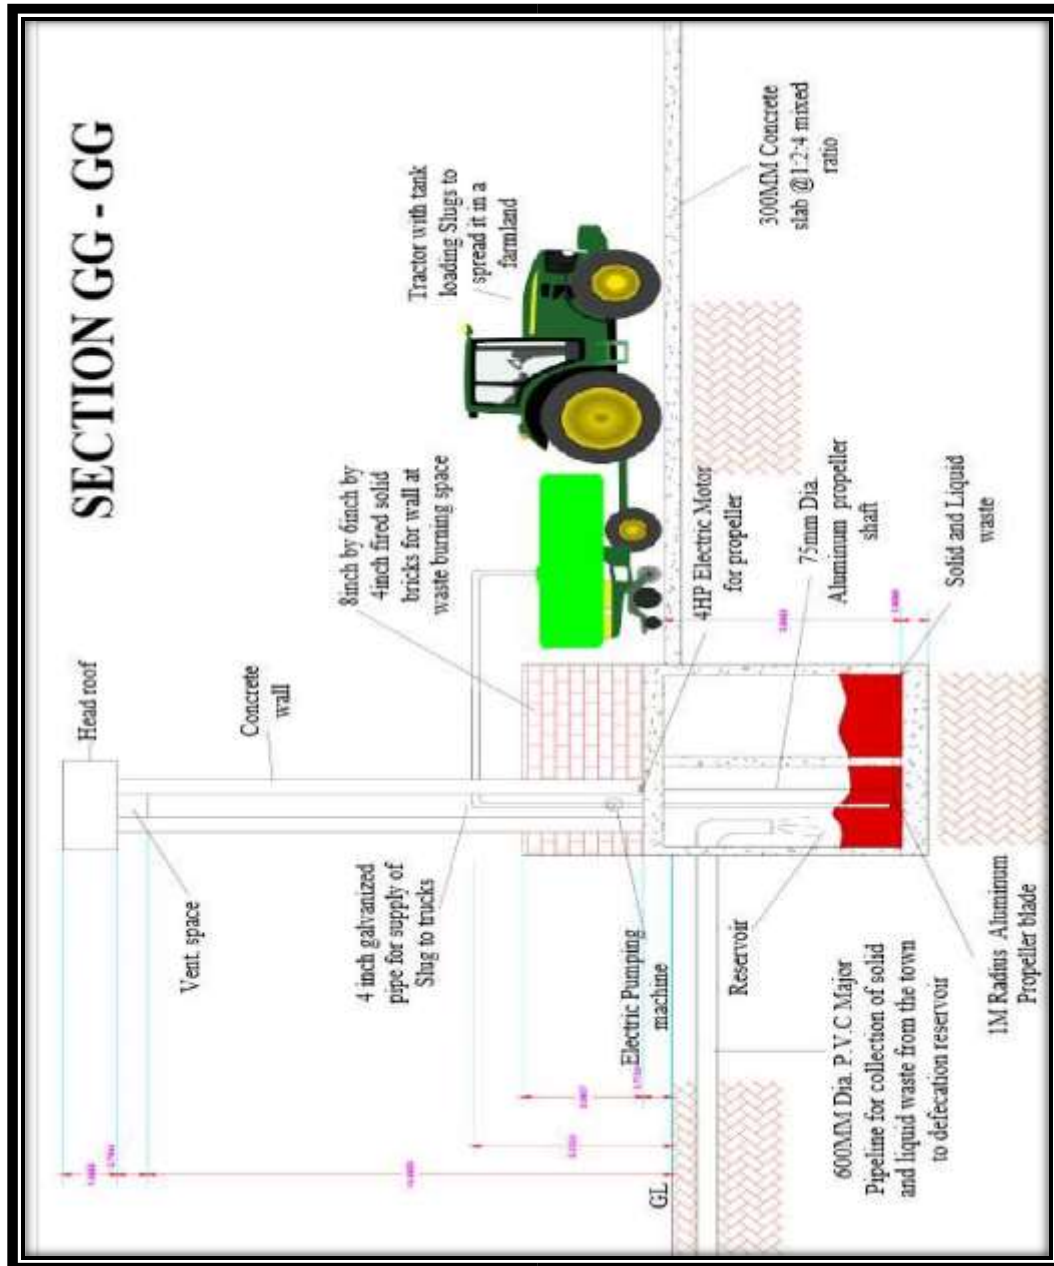 SECTION GG - GG
Head roof
Concrete
wall
8inch by 6inch by
4inch fired solid
bricks for wall at
waste burning space
Tractor with tank
loading Slugs to
spread it in a
farmland
Vent. space
4 inch galvanized
pipe for supply of
Slug to trucks
Electric Pumping
machine
4HP Electric Motor
for propeller
300MM Concrete
slab @1:2:4 mixed
ratio
GL
Reservoir
75mm Dia.
Aluminum propeller
shaft
600MM Dia. P.V.C Major
Pipeline for collection of solid
and liquid waste from the town
to defecation reservoir
1M Radius Aluminum
Propeller blade
Solid and Liquid
waste